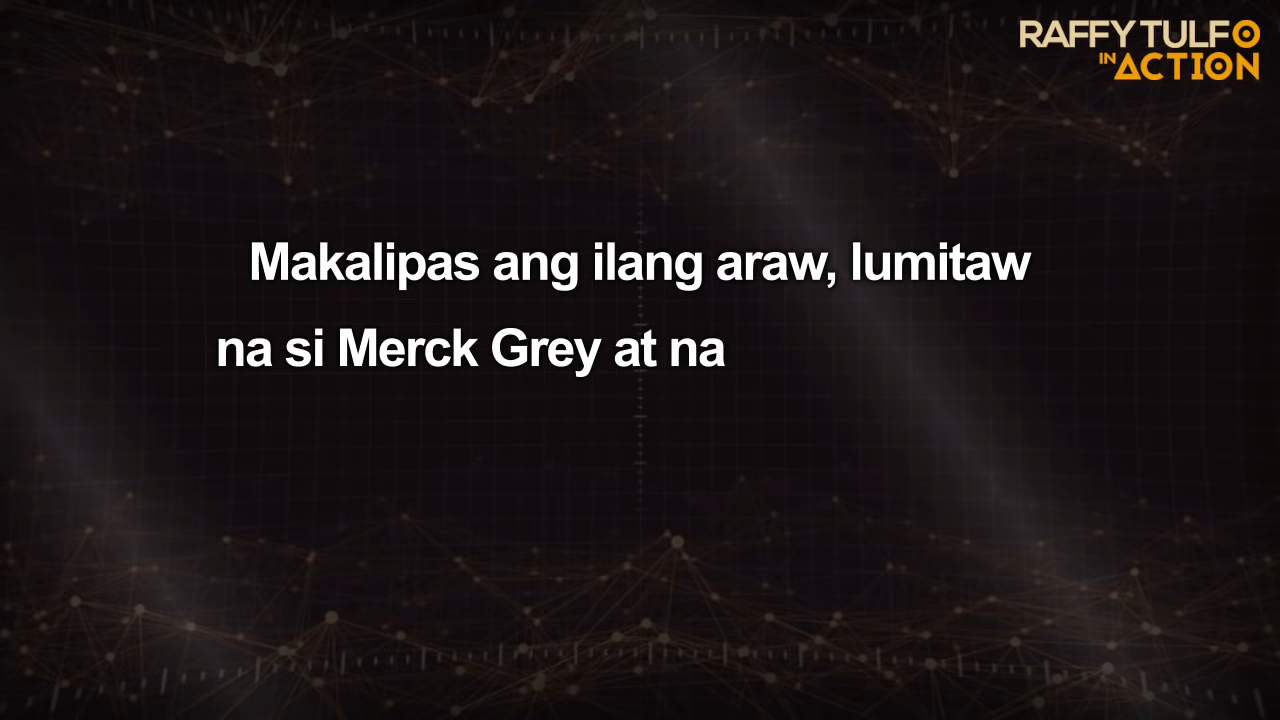 RAFFY TULFO
IN ACTION
Makalipas ang ilang araw, lumitaw
na si Merck Grey at na